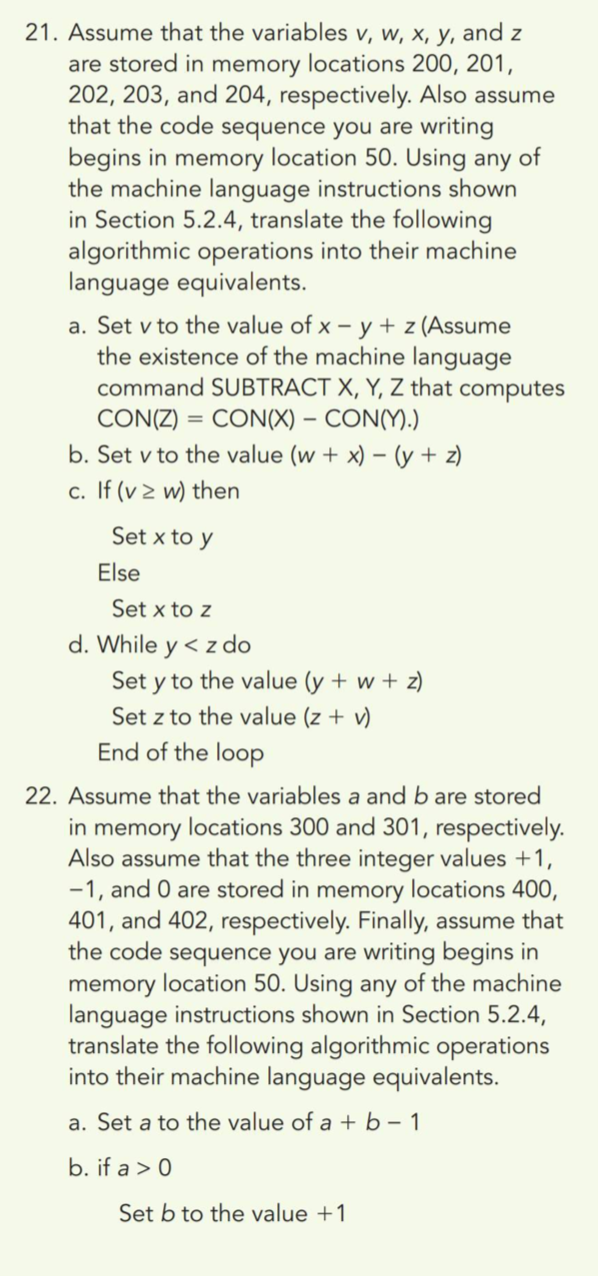 21. Assume that the variables v, w, x, y, and z
are stored in memory locations 200, 201,
202, 203, and 204, respectively. Also assume
that the code sequence you are writing
begins in memory location 50. Using any of
the machine language instructions shown
in Section 5.2.4, translate the following
algorithmic operations into their machine
language equivalents.
a. Set v to the value of x – y + z (Assume
the existence of the machine language
command SUBTRACT X, Y, Z that computes
CON(Z) = CON(X) – CON(Y).)
b. Set v to the value (w + x) – (y + z)
c. If (v ≥ w) then
Set x to y
Else
Set x to z
d. While y < z do
Set y to the value (y + w + z)
Set z to the value (z + v)
End of the loop
22. Assume that the variables a and b are stored
in memory locations 300 and 301, respectively.
Also assume that the three integer values +1,
–1, and 0 are stored in memory locations 400,
401, and 402, respectively. Finally, assume that
the code sequence you are writing begins in
memory location 50. Using any of the machine
language instructions shown in Section 5.2.4,
translate the following algorithmic operations
into their machine language equivalents.
a. Set a to the value of a + b – 1
b. if a > 0
Set b to the value +1